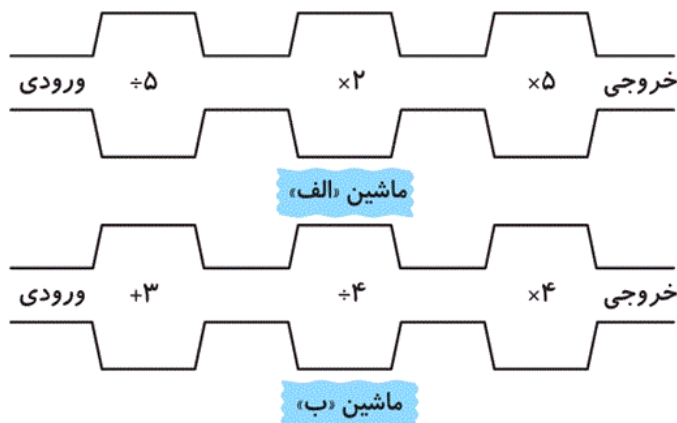 ورودی ÷۵ ×۲ ×۵ خروجی
ماشین «الف»
ورودی +۳ ÷۴ ×۴ خروجی
ماشین «ب»